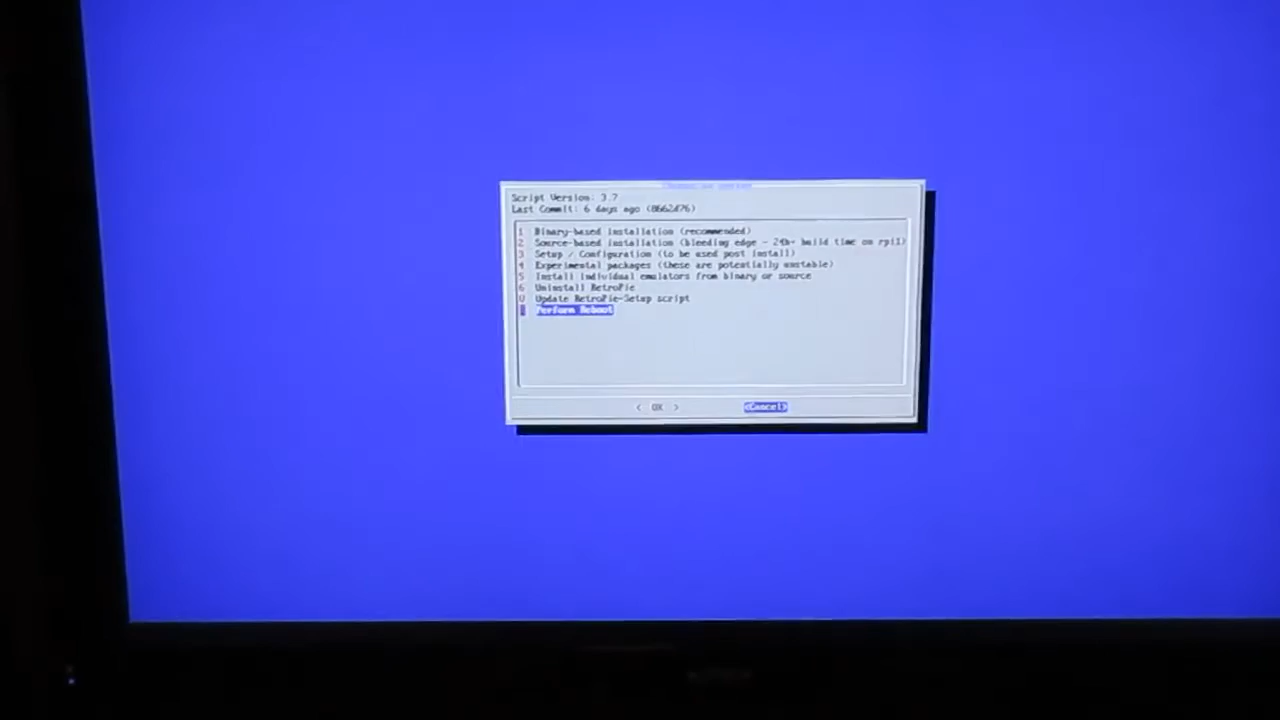 Script Version: 3.7
Last Commit: 6 days ago (0662d76)
1 Binary-based installation (recommended)
2 Source-based installation (bleeding edge - 24h+ build time on rpi1)
3 Setup / Configuration (to be used post install)
4 Experimental packages (these are potentially unstable)
5 Install individual emulators from binary or source
6 Uninstall RetroPie
U Update RetroPie-Setup script
Perform Reboot
< OK > <Cancel>